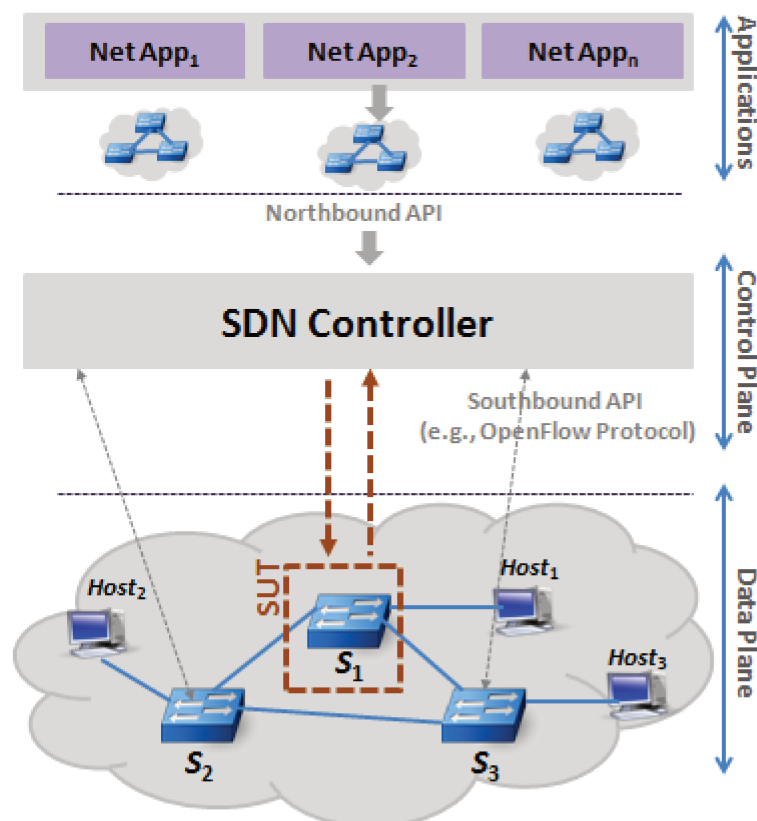 Net App₁
Net App₂
Net Appₙ
Applications
Northbound API
SDN Controller
Control Plane
Southbound API
(e.g., OpenFlow Protocol)
SUT
Host₂
Host₁
Host₃
S₁
S₂
S₃
Data Plane